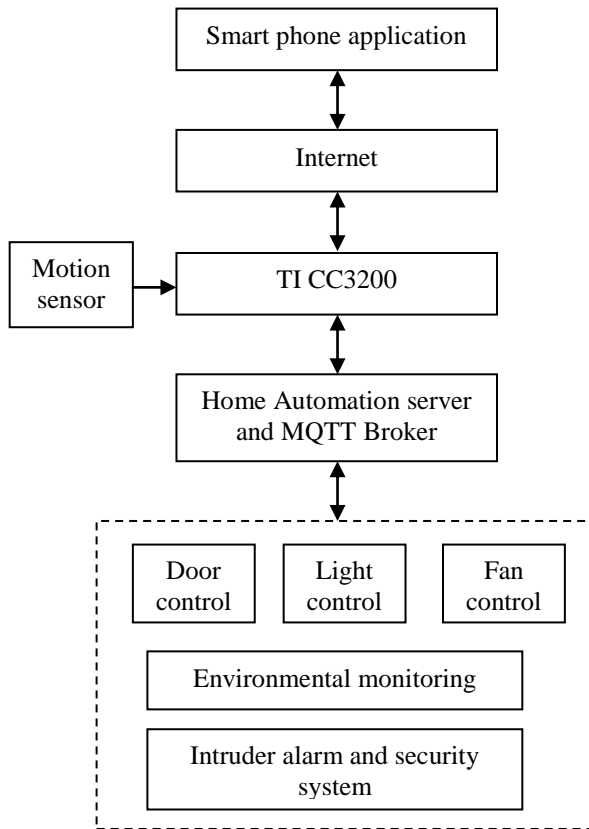 Smart phone application
Internet
Motion
sensor
TI CC3200
Home Automation server
and MQTT Broker
Door
control
Light
control
Fan
control
Environmental monitoring
Intruder alarm and security
system